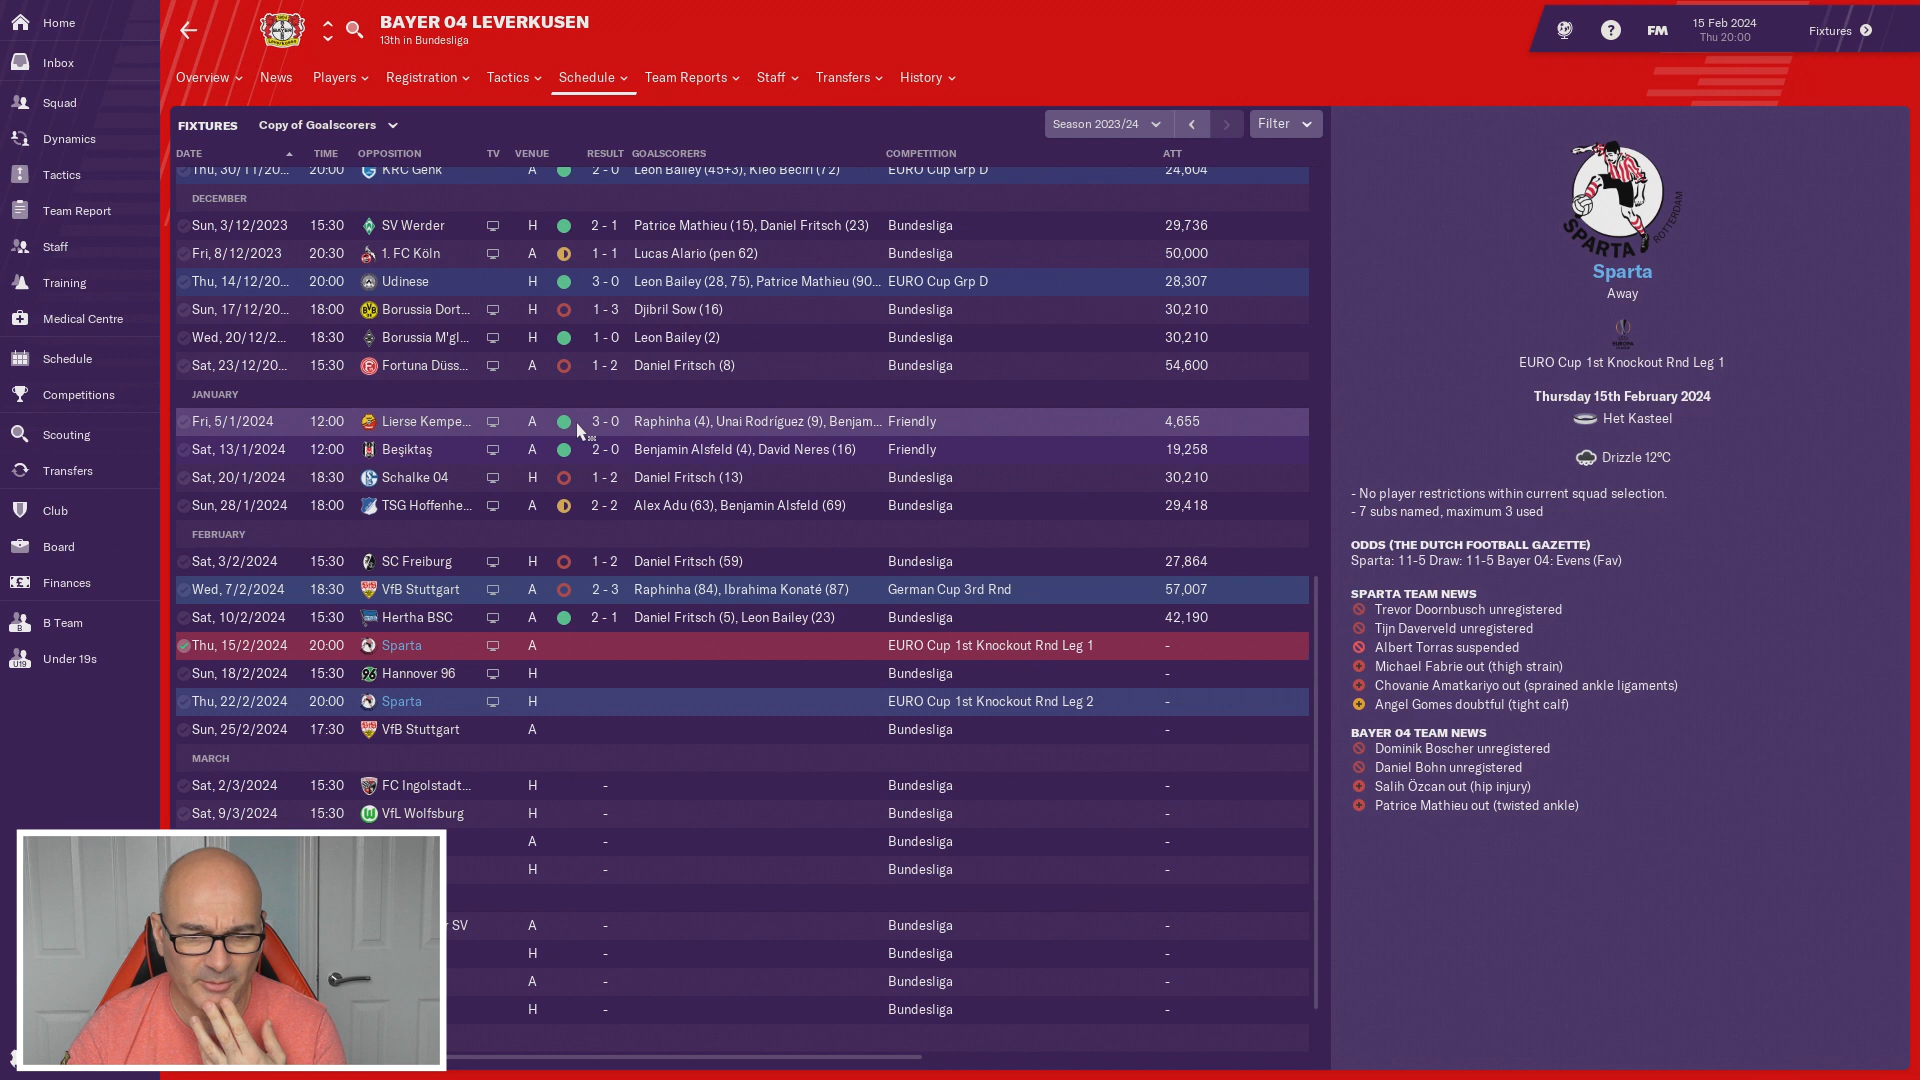 Home
Inbox
Squad
Dynamics
Tactics
Team Report
Staff
Training
Medical Centre
Schedule
Competitions
Scouting
Transfers
Club
Board
Finances
B Team
Under 19s
BAYER 04 LEVERKUSEN
13th in Bundesliga
FM
15 Feb 2024
Thu 20:00
Fixtures
Overview News Players Registration Tactics Schedule Team Reports Staff Transfers History
FIXTURES Copy of Goalscorers Season 2023/24 Filter
DATE TIME OPPOSITION TV VENUE RESULT GOALSCORERS COMPETITION ATT
Thu, 30/11/20... 20:00 KRC Genk A 2 - 0 Leon Bailey (45+3), Kleo Beciri (72) EURO Cup Grp D 24,604
DECEMBER
Sun, 3/12/2023 15:30 SV Werder H 2 - 1 Patrice Mathieu (15), Daniel Fritsch (23) Bundesliga 29,736
Fri, 8/12/2023 20:30 1. FC Köln A 1 - 1 Lucas Alario (pen 62) Bundesliga 50,000
Thu, 14/12/20... 20:00 Udinese H 3 - 0 Leon Bailey (28, 75), Patrice Mathieu (90... EURO Cup Grp D 28,307
Sun, 17/12/20... 18:00 Borussia Dort... H 1 - 3 Djibril Sow (16) Bundesliga 30,210
Wed, 20/12/2... 18:30 Borussia M'gl... H 1 - 0 Leon Bailey (2) Bundesliga 30,210
Sat, 23/12/20... 15:30 Fortuna Düss... A 1 - 2 Daniel Fritsch (8) Bundesliga 54,600
JANUARY
Fri, 5/1/2024 12:00 Lierse Kempe... A 3 - 0 Raphinha (4), Unai Rodríguez (9), Benjam... Friendly 4,655
Sat, 13/1/2024 12:00 Beşiktaş A 2 - 0 Benjamin Alsfeld (4), David Neres (16) Friendly 19,258
Sat, 20/1/2024 18:30 Schalke 04 H 1 - 2 Daniel Fritsch (13) Bundesliga 30,210
Sun, 28/1/2024 18:00 TSG Hoffenhe... A 2 - 2 Alex Adu (63), Benjamin Alsfeld (69) Bundesliga 29,418
FEBRUARY
Sat, 3/2/2024 15:30 SC Freiburg H 1 - 2 Daniel Fritsch (59) Bundesliga 27,864
Wed, 7/2/2024 18:30 VfB Stuttgart A 2 - 3 Raphinha (84), Ibrahima Konaté (87) German Cup 3rd Rnd 57,007
Sat, 10/2/2024 15:30 Hertha BSC A 2 - 1 Daniel Fritsch (5), Leon Bailey (23) Bundesliga 42,190
Thu, 15/2/2024 20:00 Sparta A EURO Cup 1st Knockout Rnd Leg 1 -
Sun, 18/2/2024 15:30 Hannover 96 H Bundesliga -
Thu, 22/2/2024 20:00 Sparta H EURO Cup 1st Knockout Rnd Leg 2 -
Sun, 25/2/2024 17:30 VfB Stuttgart A Bundesliga -
MARCH
Sat, 2/3/2024 15:30 FC Ingolstadt... H - Bundesliga -
Sat, 9/3/2024 15:30 VfL Wolfsburg H - Bundesliga -
A - Bundesliga -
H - Bundesliga -
SV A - Bundesliga -
H - Bundesliga -
A - Bundesliga -
H - Bundesliga -
SPARTA ROTTERDAM
Sparta
Away
EURO Cup 1st Knockout Rnd Leg 1
Thursday 15th February 2024
Het Kasteel
Drizzle 12°C
- No player restrictions within current squad selection.
- 7 subs named, maximum 3 used
ODDS (THE DUTCH FOOTBALL GAZETTE)
Sparta: 11-5 Draw: 11-5 Bayer 04: Evens (Fav)
SPARTA TEAM NEWS
Trevor Doornbusch unregistered
Tijn Daverveld unregistered
Albert Torras suspended
Michael Fabrie out (thigh strain)
Chovanie Amatkariyo out (sprained ankle ligaments)
Angel Gomes doubtful (tight calf)
BAYER 04 TEAM NEWS
Dominik Boscher unregistered
Daniel Bohn unregistered
Salih Özcan out (hip injury)
Patrice Mathieu out (twisted ankle)